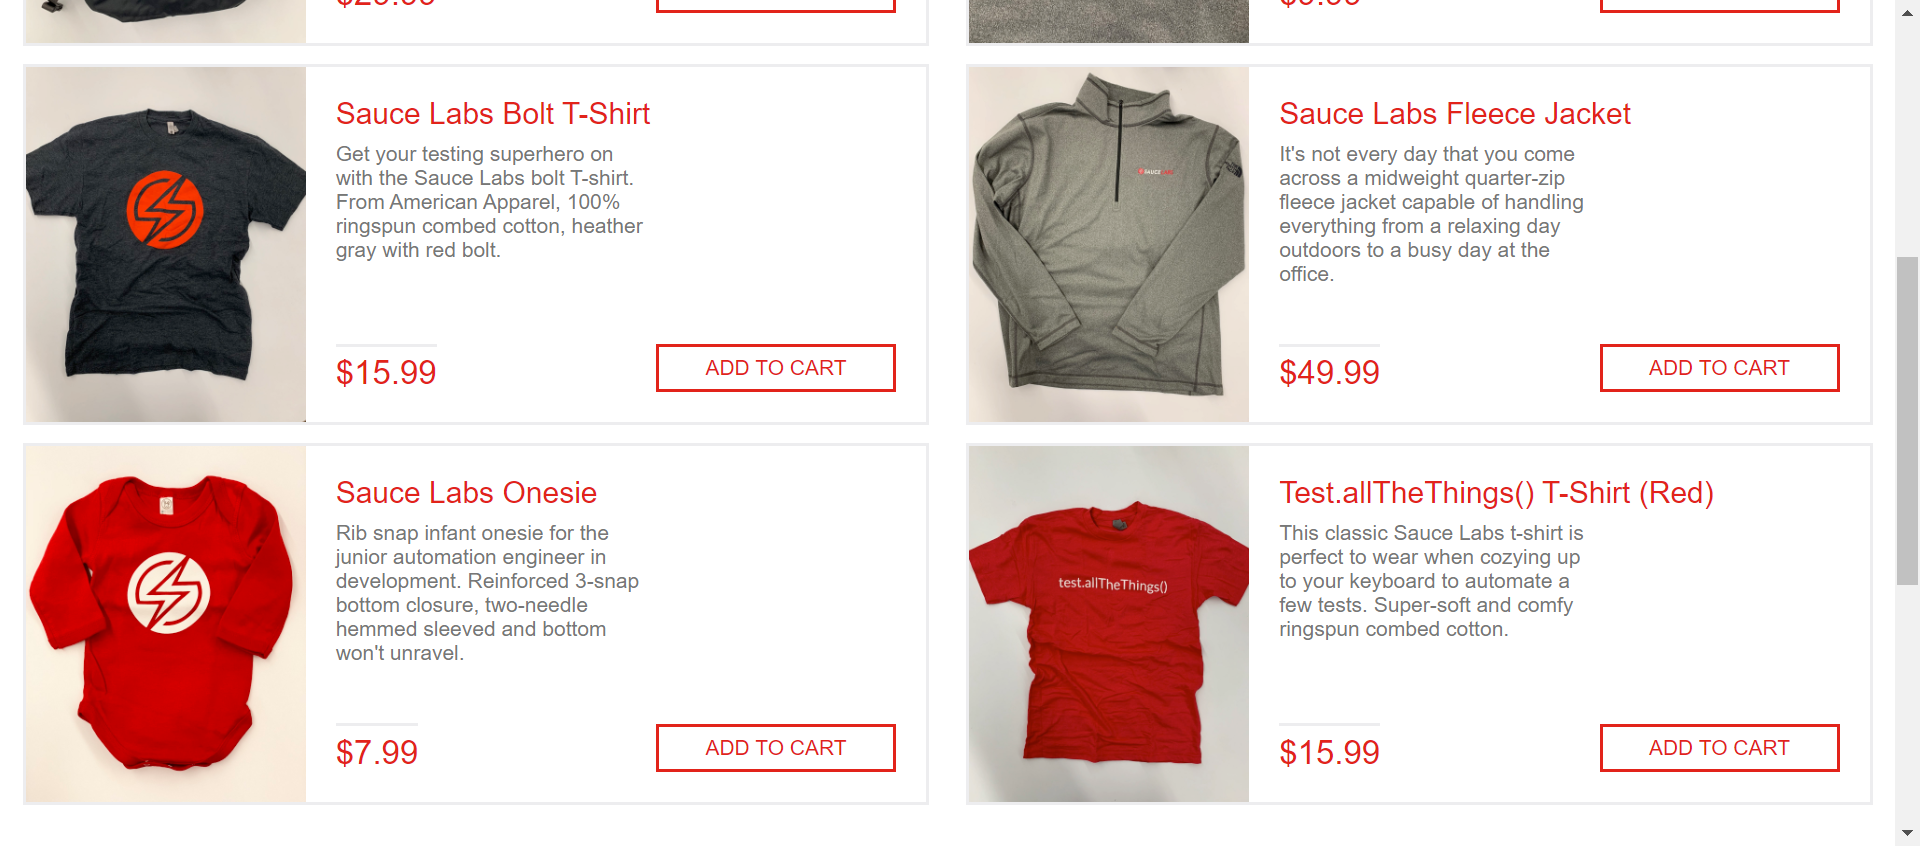 $29.99
$9.99
Sauce Labs Bolt T-Shirt
Get your testing superhero on
with the Sauce Labs bolt T-shirt.
From American Apparel, 100%
ringspun combed cotton, heather
gray with red bolt.
$15.99
ADD TO CART
Sauce Labs Fleece Jacket
It's not every day that you come
across a midweight quarter-zip
fleece jacket capable of handling
everything from a relaxing day
outdoors to a busy day at the
office.
$49.99
ADD TO CART
SAUCE LABS
Sauce Labs Onesie
Rib snap infant onesie for the
junior automation engineer in
development. Reinforced 3-snap
bottom closure, two-needle
hemmed sleeved and bottom
won't unravel.
$7.99
ADD TO CART
Test.allTheThings() T-Shirt (Red)
This classic Sauce Labs t-shirt is
perfect to wear when cozying up
to your keyboard to automate a
few tests. Super-soft and comfy
ringspun combed cotton.
$15.99
ADD TO CART
test.allTheThings()